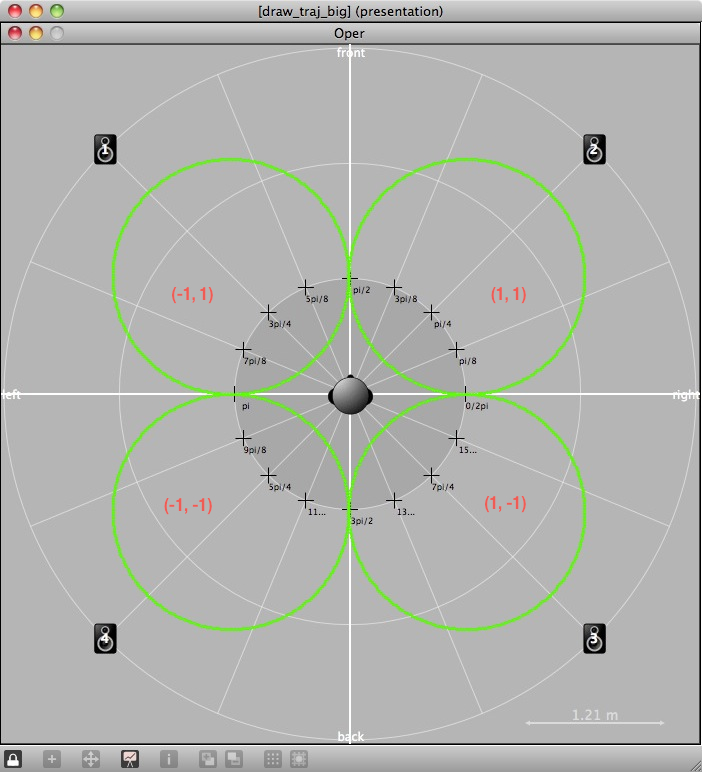 [draw_traj_big] (presentation)
Oper
front
1
2
(-1, 1)
(1, 1)
5pi/8
pi/2
3pi/8
3pi/4
pi/4
7pi/8
pi/8
left
right
pi
0/2pi
9pi/8
15...
5pi/4
7pi/4
(-1, -1)
(1, -1)
11...
3pi/2
13...
4
3
1.21 m
back